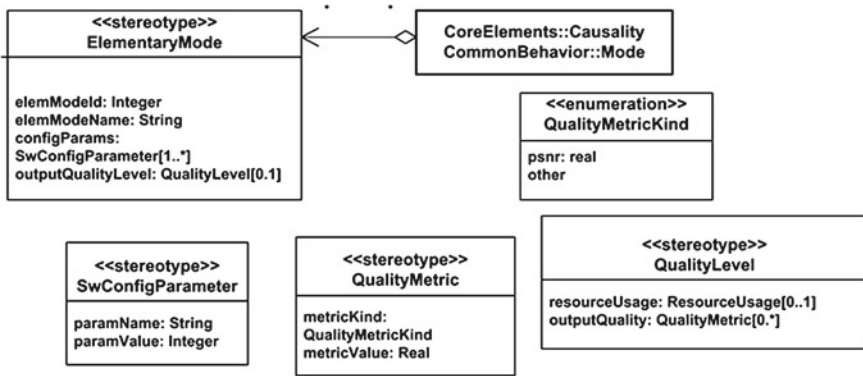 <<stereotype>>
ElementaryMode
elemModeId: Integer
elemModeName: String
configParams:
SwConfigParameter[1..*]
outputQualityLevel: QualityLevel[0.1]
CoreElements::Causality
CommonBehavior::Mode
<<enumeration>>
QualityMetricKind
psnr: real
other
<<stereotype>>
SwConfigParameter
paramName: String
paramValue: Integer
<<stereotype>>
QualityMetric
metricKind:
QualityMetricKind
metricValue: Real
<<stereotype>>
QualityLevel
resourceUsage: ResourceUsage[0..1]
outputQuality: QualityMetric[0.*]